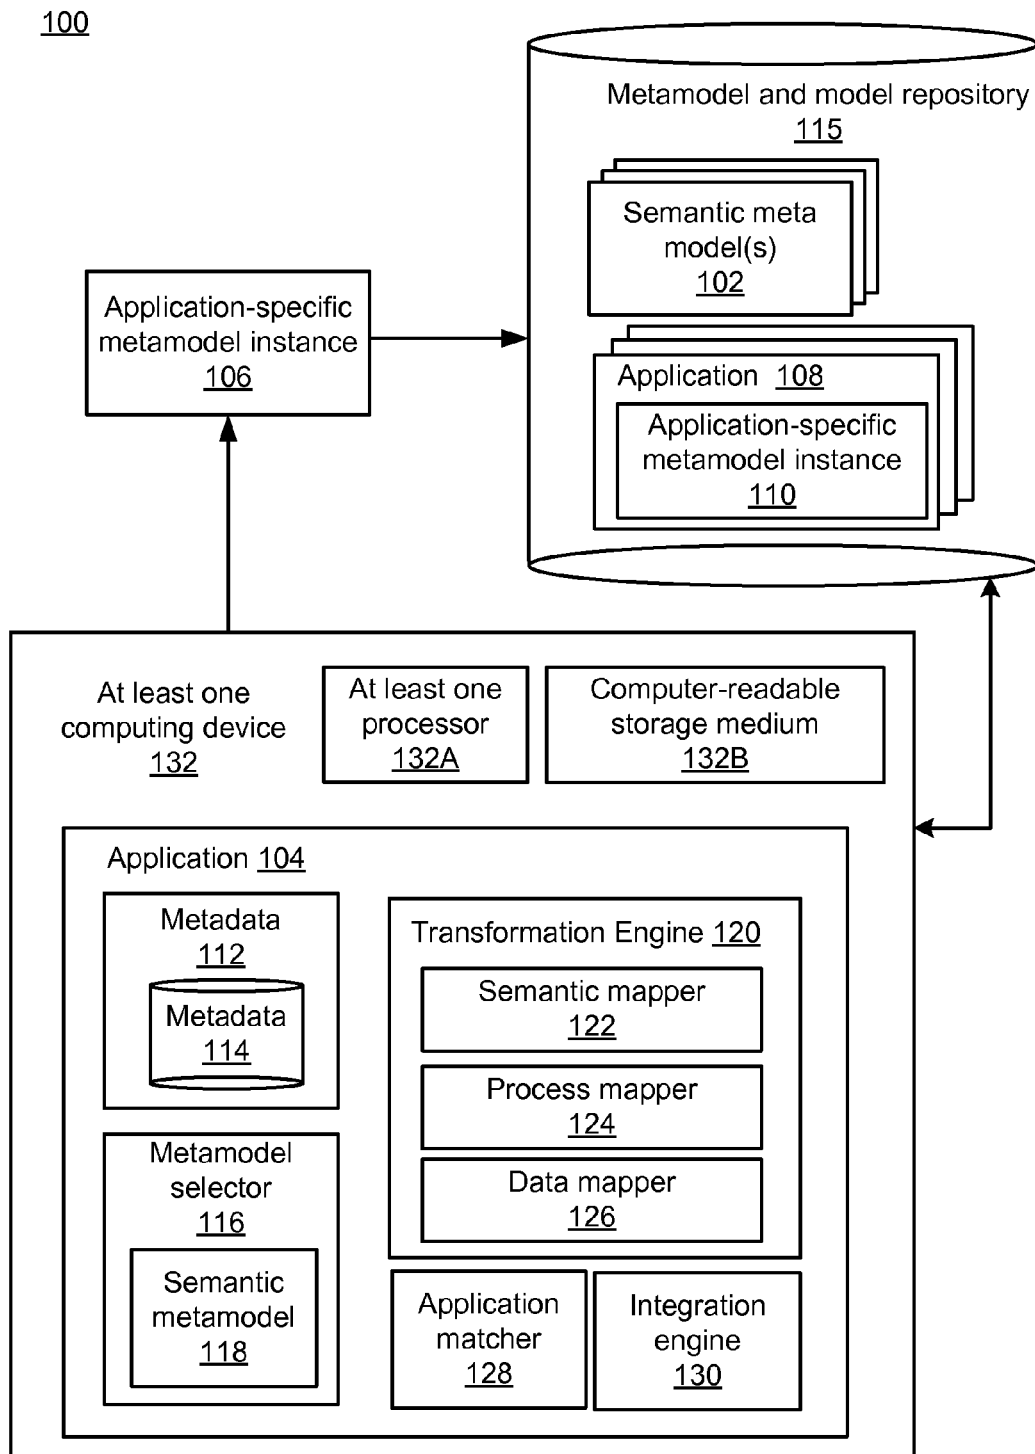 100
Metamodel and model repository
115
Semantic meta
model(s)
102
Application-specific
metamodel instance
106
Application 108
Application-specific
metamodel instance
110
At least one
computing device
132
At least one
processor
132A
Computer-readable
storage medium
132B
Application 104
Metadata
112
Metadata
114
Metamodel
selector
116
Semantic
metamodel
118
Transformation Engine 120
Semantic mapper
122
Process mapper
124
Data mapper
126
Application
matcher
128
Integration
engine
130